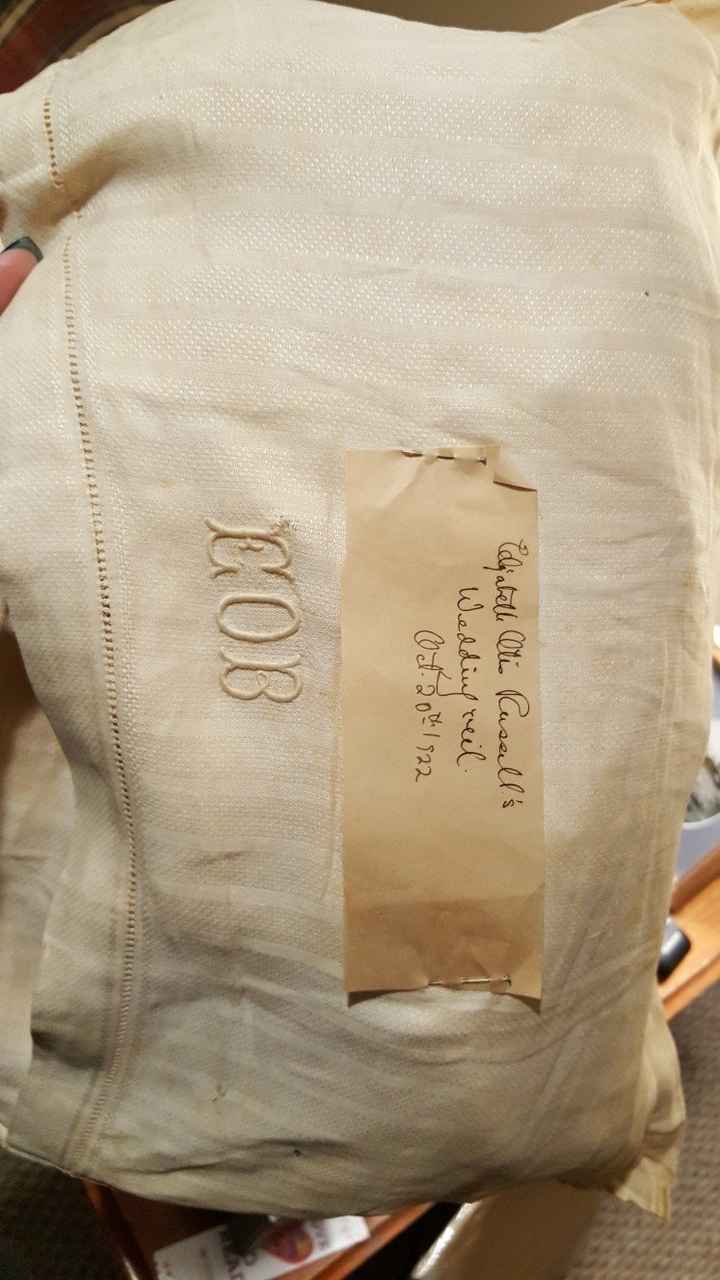 Elizabeth Otis Russell's
Wedding veil.
Oct. 20th 1922
EOB